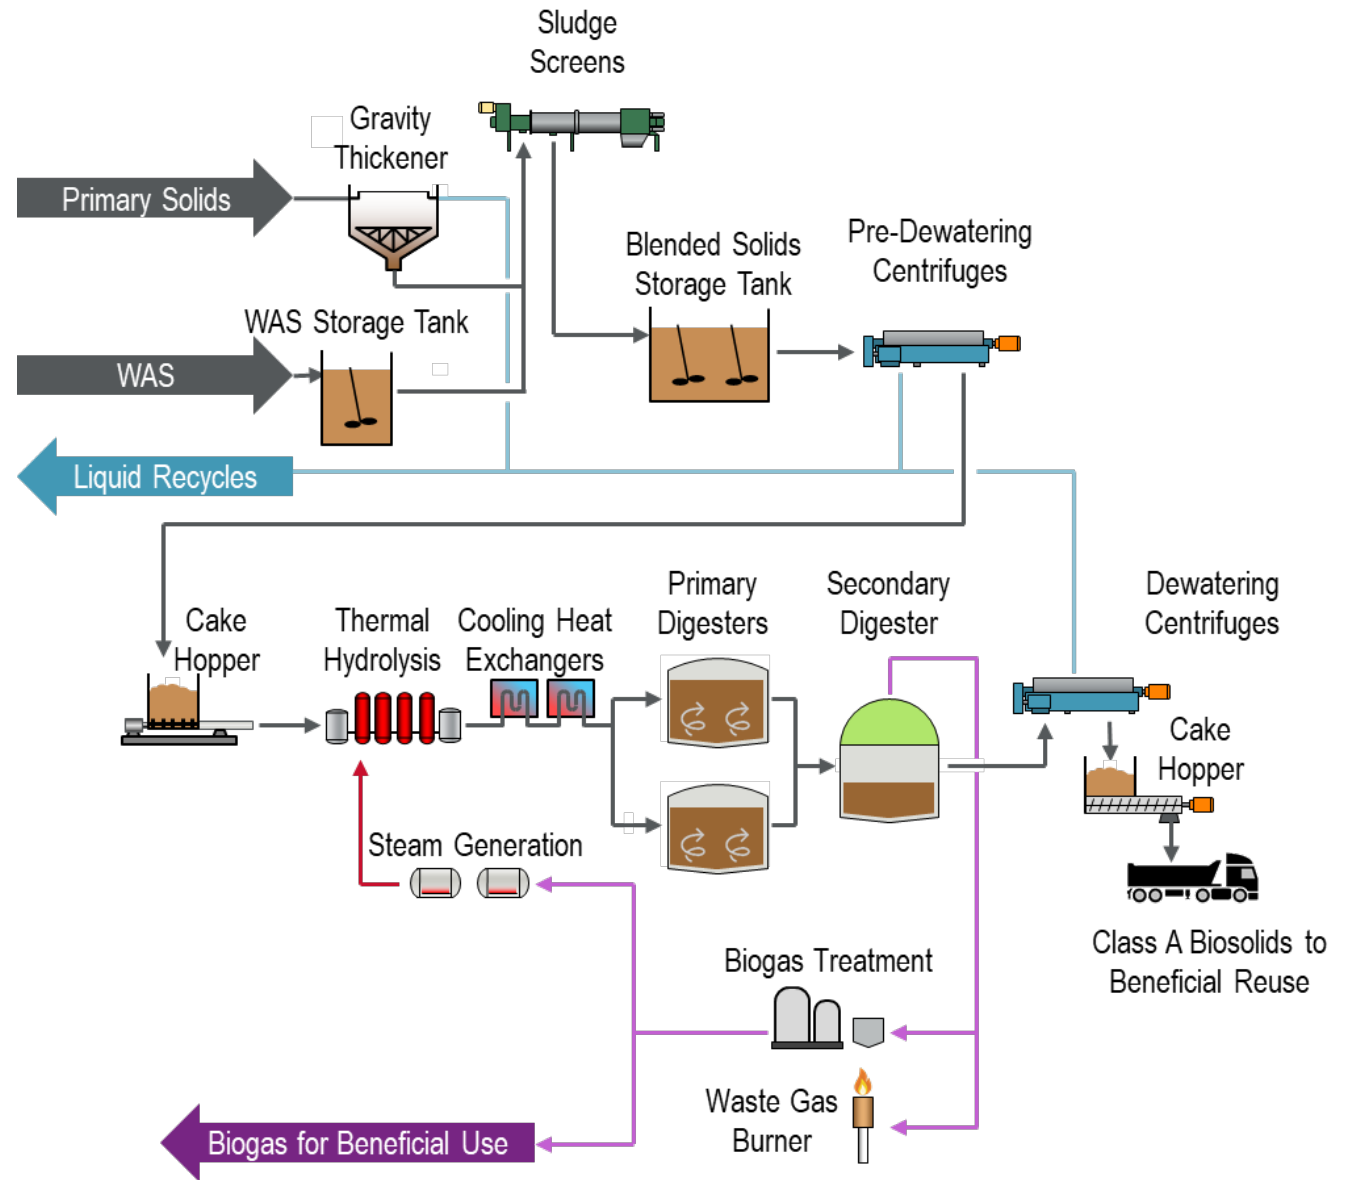 Sludge
Screens
Gravity
Thickener
Primary Solids
Blended Solids
Storage Tank
Pre-Dewatering
Centrifuges
WAS Storage Tank
WAS
Liquid Recycles
Cake
Hopper
Thermal
Hydrolysis
Cooling Heat
Exchangers
Primary
Digesters
Secondary
Digester
Dewatering
Centrifuges
Cake
Hopper
Steam Generation
Class A Biosolids to
Beneficial Reuse
Biogas Treatment
Waste Gas
Burner
Biogas for Beneficial Use